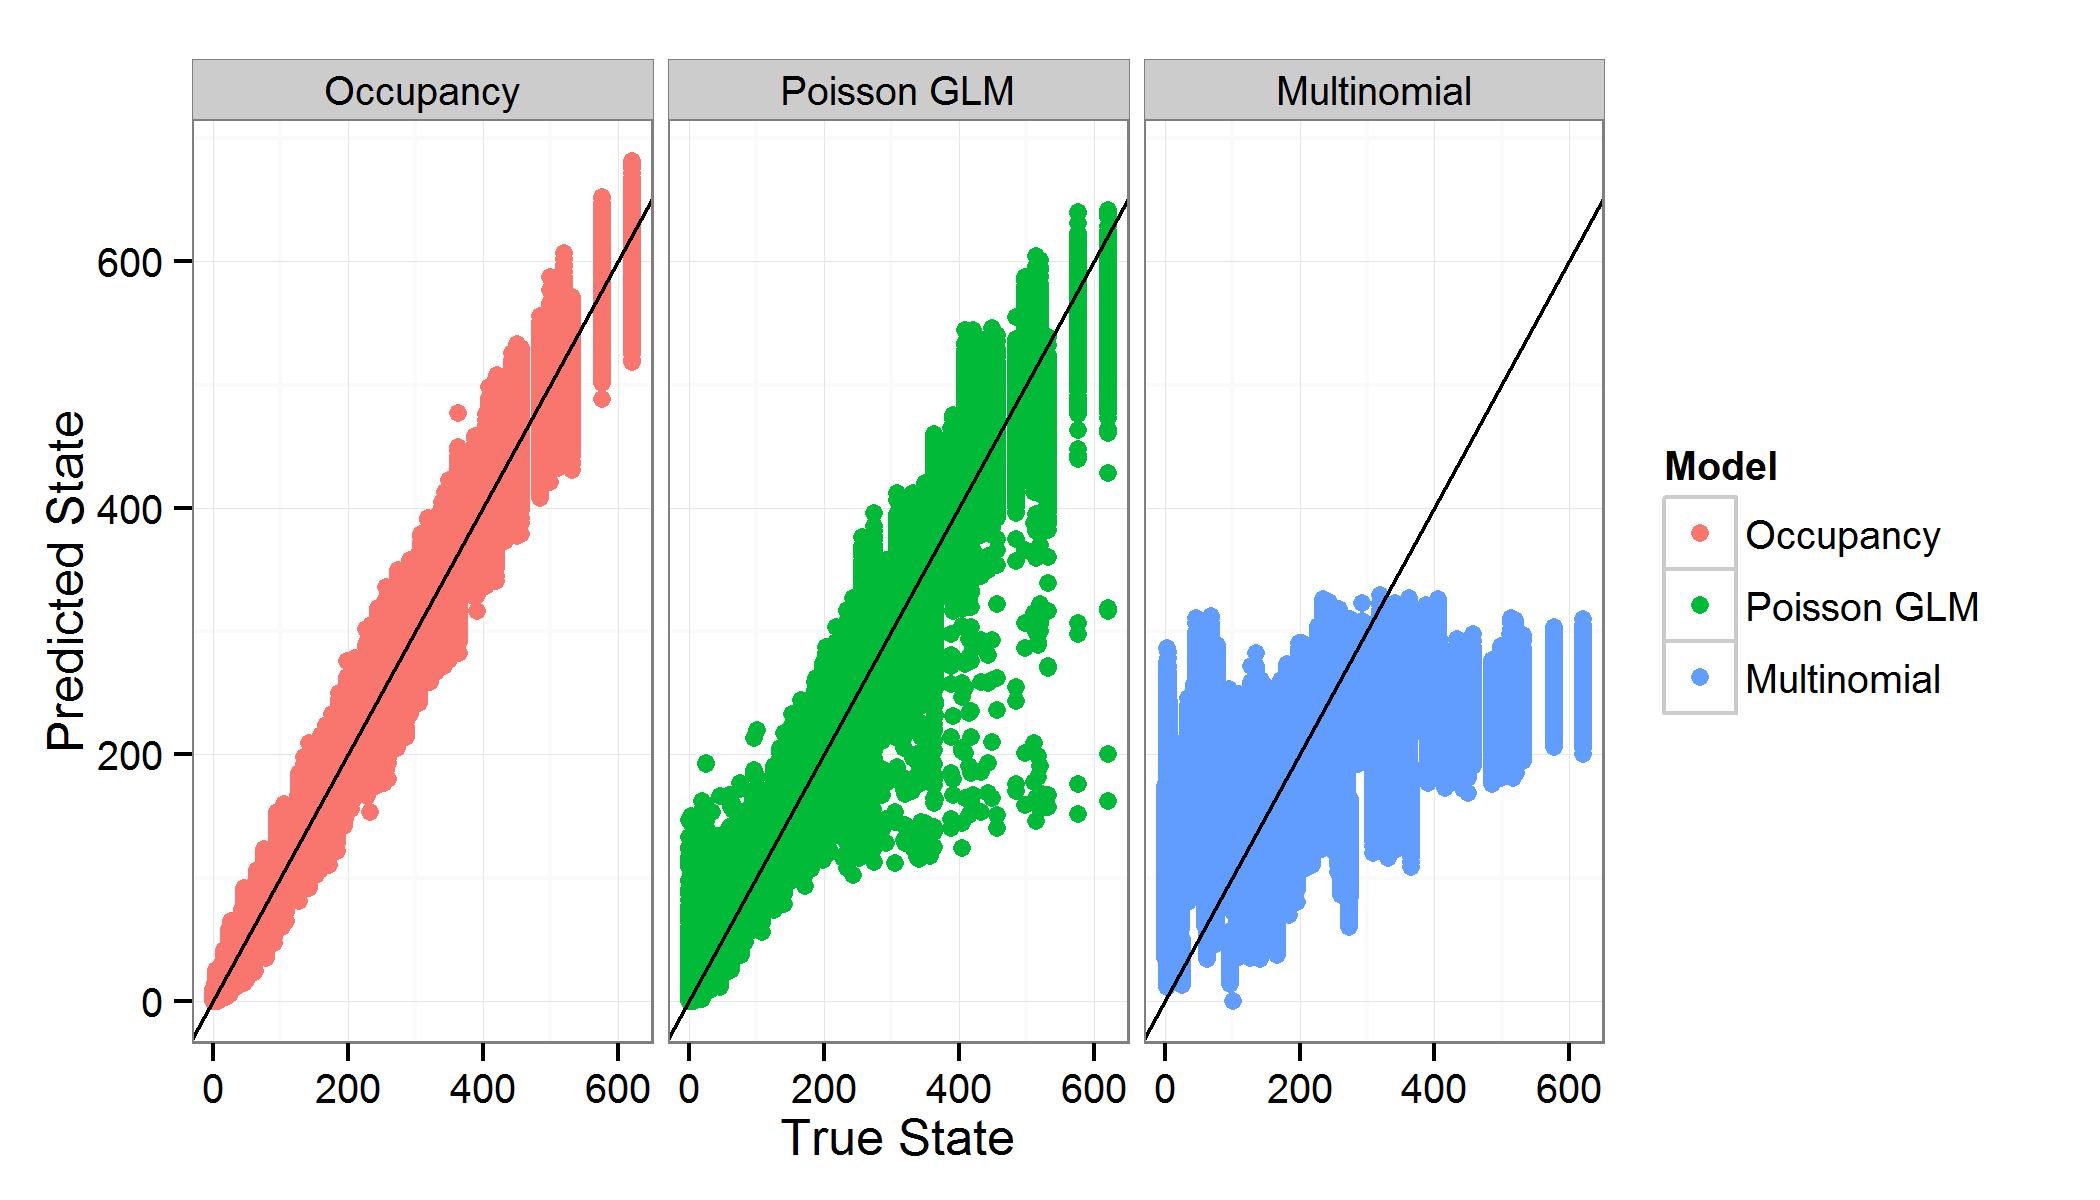 Occupancy
Poisson GLM
Multinomial
Predicted State
600
400
200
0
0 200 400 600
0 200 400 600
0 200 400 600
True State
Model
Occupancy
Poisson GLM
Multinomial